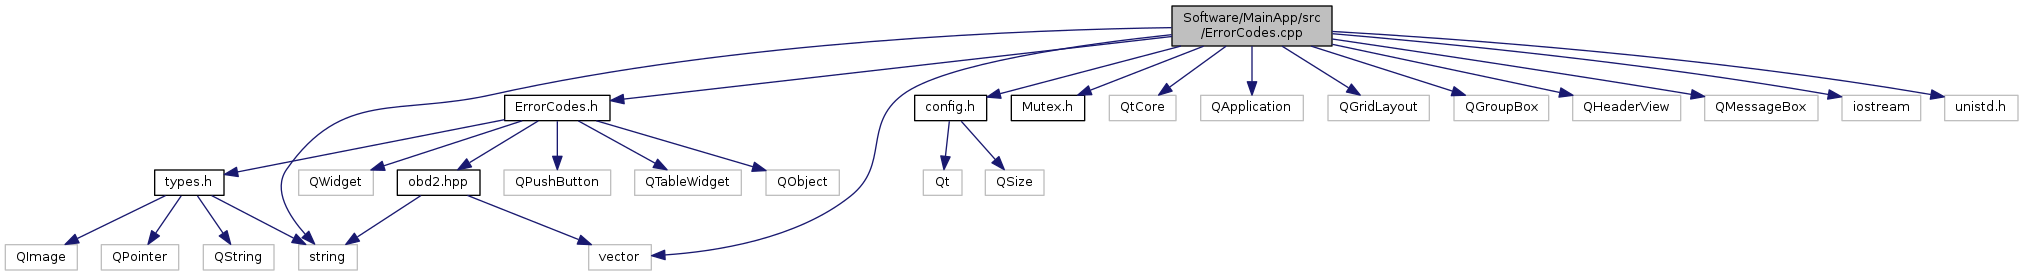 Software/MainApp/src
/ErrorCodes.cpp
ErrorCodes.h
config.h
Mutex.h
QtCore
QApplication
QGridLayout
QGroupBox
QHeaderView
QMessageBox
iostream
unistd.h
types.h
QWidget
obd2.hpp
QPushButton
QTableWidget
QObject
Qt
QSize
QImage
QPointer
QString
string
vector